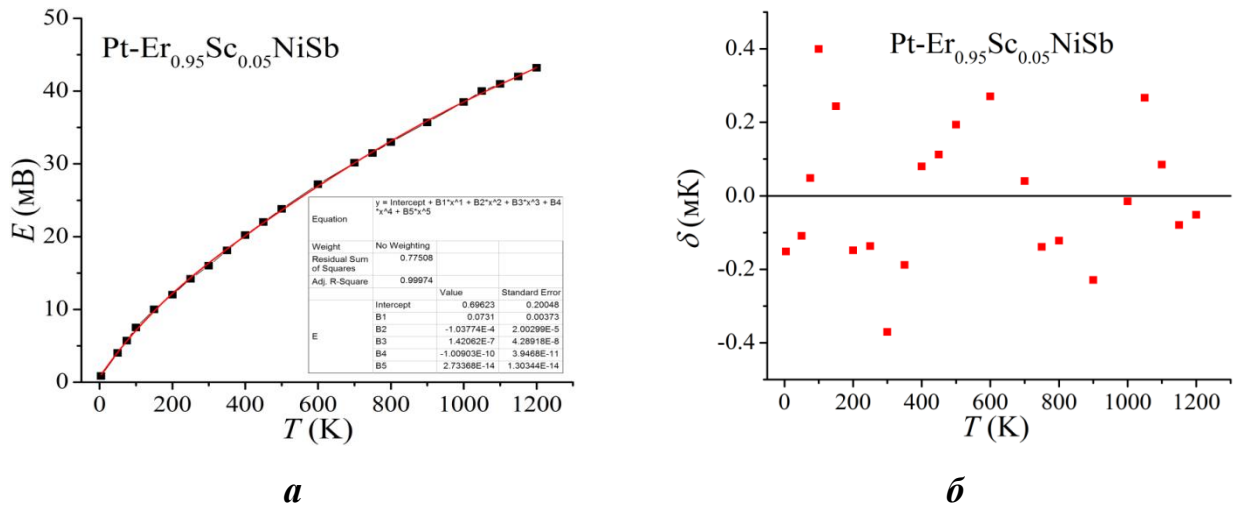 Pt-Er0.95Sc0.05NiSb
E (мВ)
50
40
30
20
10
0
Equation y = Intercept + B1*x^1 + B2*x^2 + B3*x^3 + B4
*x^4 + B5*x^5
Weight No Weighting
Residual Sum
of Squares 0.77508
Adj. R-Square 0.99974
Value Standard Error
E Intercept 0.69623 0.20048
B1 0.0731 0.00373
B2 -1.03774E-4 2.00299E-5
B3 1.42062E-7 4.28918E-8
B4 -1.00903E-10 3.9468E-11
B5 2.73368E-14 1.30344E-14
0 200 400 600 800 1000 1200
T (K)
а
Pt-Er0.95Sc0.05NiSb
δ (мК)
0.4
0.2
0.0
-0.2
-0.4
0 200 400 600 800 1000 1200
T (K)
б